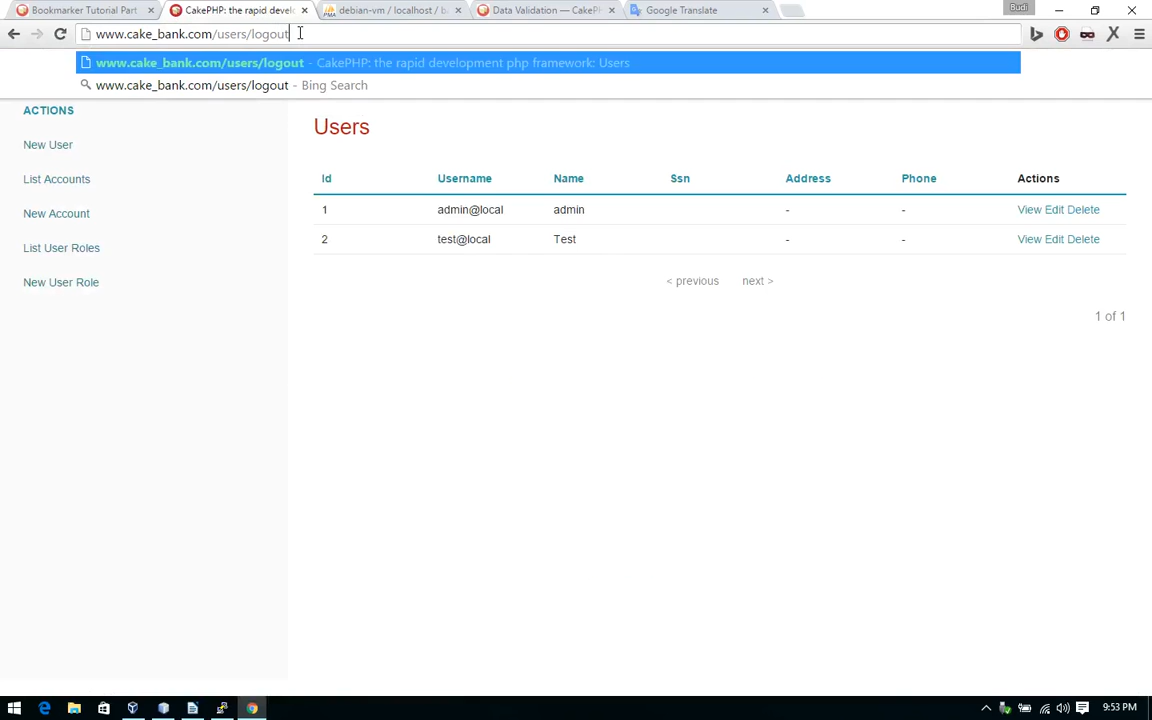 Bookmarker Tutorial Part
CakePHP: the rapid devel
debian-vm / localhost / b
Data Validation — CakePH
Google Translate
Budi
www.cake_bank.com/users/logout
www.cake_bank.com/users/logout - CakePHP: the rapid development php framework: Users
www.cake_bank.com/users/logout - Bing Search
ACTIONS
New User
List Accounts
New Account
List User Roles
New User Role
Users
Id Username Name Ssn Address Phone Actions
1 admin@local admin - - View Edit Delete
2 test@local Test - - View Edit Delete
< previous next >
1 of 1
9:53 PM